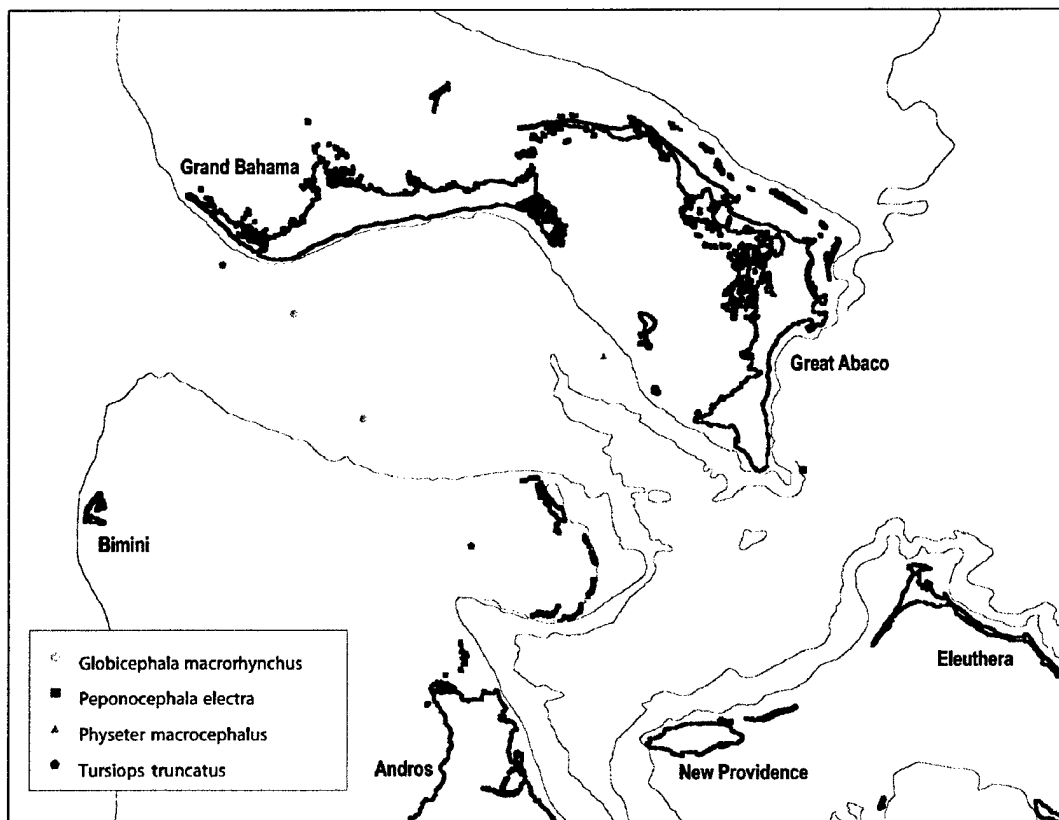 Grand Bahama
Great Abaco
Bimini
Eleuthera
Andros
New Providence
Globicephala macrorhynchus
Peponocephala electra
Physeter macrocephalus
Tursiops truncatus